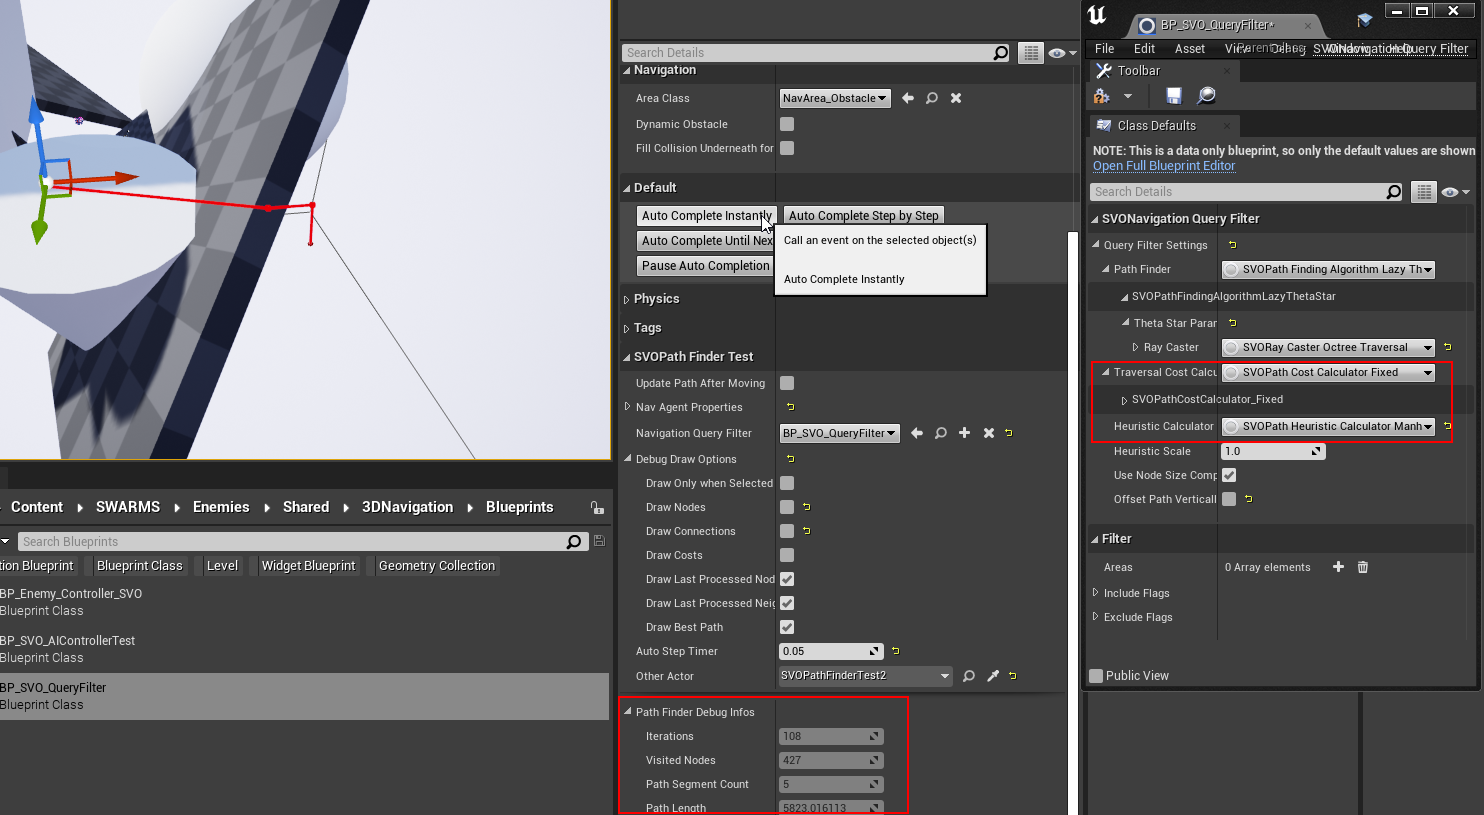 Search Details
Navigation
Area Class
NavArea_Obstacle
Dynamic Obstacle
Fill Collision Underneath for
Default
Auto Complete Instantly
Auto Complete Step by Step
Auto Complete Until Nex
Pause Auto Completion
Call an event on the selected object(s)
Auto Complete Instantly
Physics
Tags
SVOPath Finder Test
Update Path After Moving
Nav Agent Properties
Navigation Query Filter
BP_SVO_QueryFilter
Debug Draw Options
Draw Only when Selected
Draw Nodes
Draw Connections
Draw Costs
Draw Last Processed Nod
Draw Last Processed Neig
Draw Best Path
Auto Step Timer
0.05
Other Actor
SVOPathFinderTest2
Path Finder Debug Infos
Iterations
108
Visited Nodes
427
Path Segment Count
5
Path Length
5823.016113
Content
SWARMS
Enemies
Shared
3DNavigation
Blueprints
Search Blueprints
tion Blueprint
Blueprint Class
Level
Widget Blueprint
Geometry Collection
BP_Enemy_Controller_SVO
Blueprint Class
BP_SVO_AIControllerTest
Blueprint Class
BP_SVO_QueryFilter
Blueprint Class
BP_SVO_QueryFilter*
File
Edit
Asset
SVONavigation Query Filter
Toolbar
Class Defaults
NOTE: This is a data only blueprint, so only the default values are shown
Open Full Blueprint Editor
Search Details
SVONavigation Query Filter
Query Filter Settings
Path Finder
SVOPath Finding Algorithm Lazy Th
SVOPathFindingAlgorithmLazyThetaStar
Theta Star Parar
Ray Caster
SVORay Caster Octree Traversal
Traversal Cost Calcu
SVOPath Cost Calculator Fixed
SVOPathCostCalculator_Fixed
Heuristic Calculator
SVOPath Heuristic Calculator Manh
Heuristic Scale
1.0
Use Node Size Comp
Offset Path Verticall
Filter
Areas
0 Array elements
Include Flags
Exclude Flags
Public View